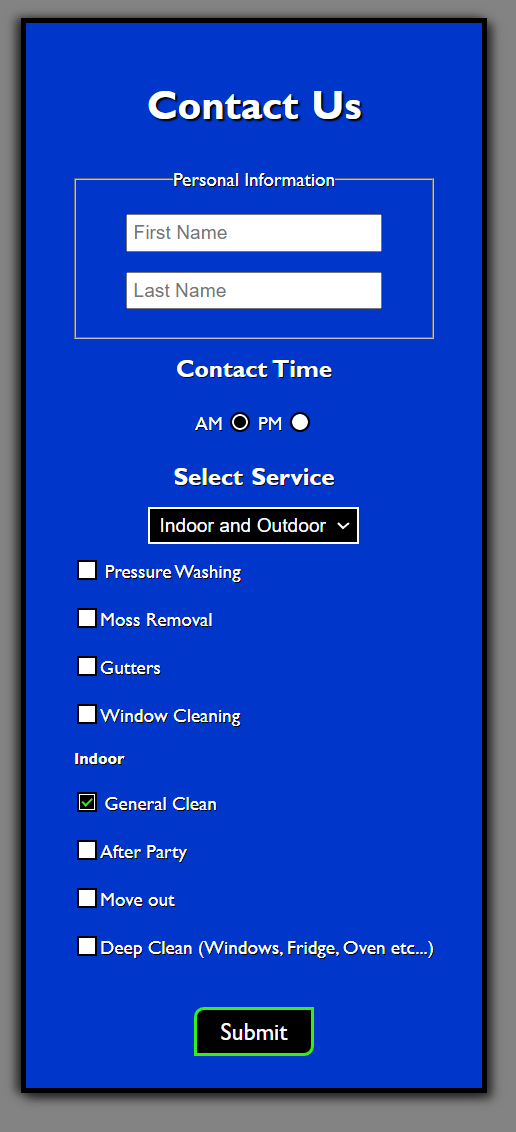 Contact Us
Personal Information
First Name
Last Name
Contact Time
AM PM
Select Service
Indoor and Outdoor
Pressure Washing
Moss Removal
Gutters
Window Cleaning
Indoor
General Clean
After Party
Move out
Deep Clean (Windows, Fridge, Oven etc...)
Submit